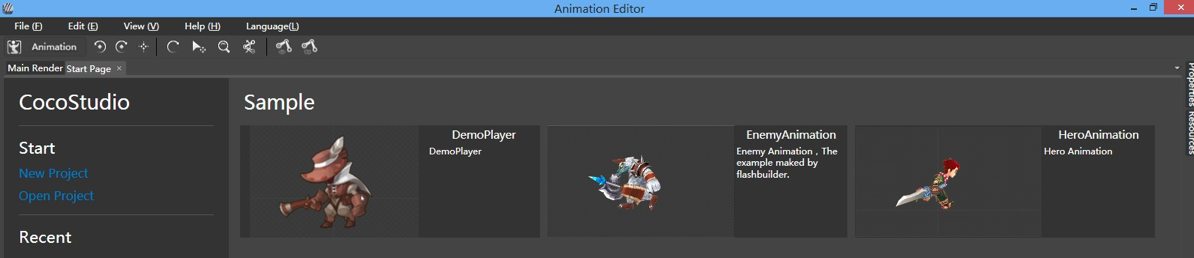 Animation Editor
File (F) Edit (E) View (V) Help (H) Language(L)
Animation
Main Render Start Page ×
CocoStudio
Start
New Project
Open Project
Recent
Sample
DemoPlayer
DemoPlayer
EnemyAnimation
Enemy Animation , The
example maked by
flashbuilder.
HeroAnimation
Hero Animation
Properties Resources